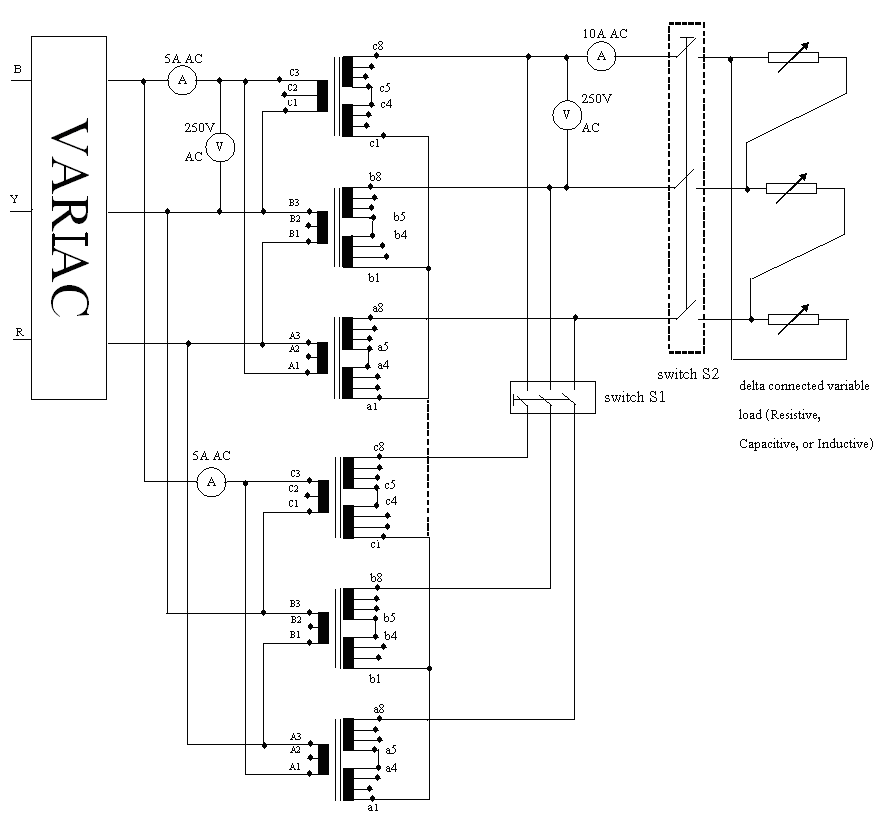 B
Y
R
VARIAC
5A AC
A
250V
AC
V
C3
C2
C1
c8
c5
c4
c1
B3
B2
B1
b8
b5
b4
b1
A3
A2
A1
a8
a5
a4
a1
10A AC
A
250V
AC
V
switch S2
switch S1
delta connected variable
load (Resistive,
Capacitive, or Inductive)
5A AC
A
C3
C2
C1
c8
c5
c4
c1
B3
B2
B1
b8
b5
b4
b1
A3
A2
A1
a8
a5
a4
a1